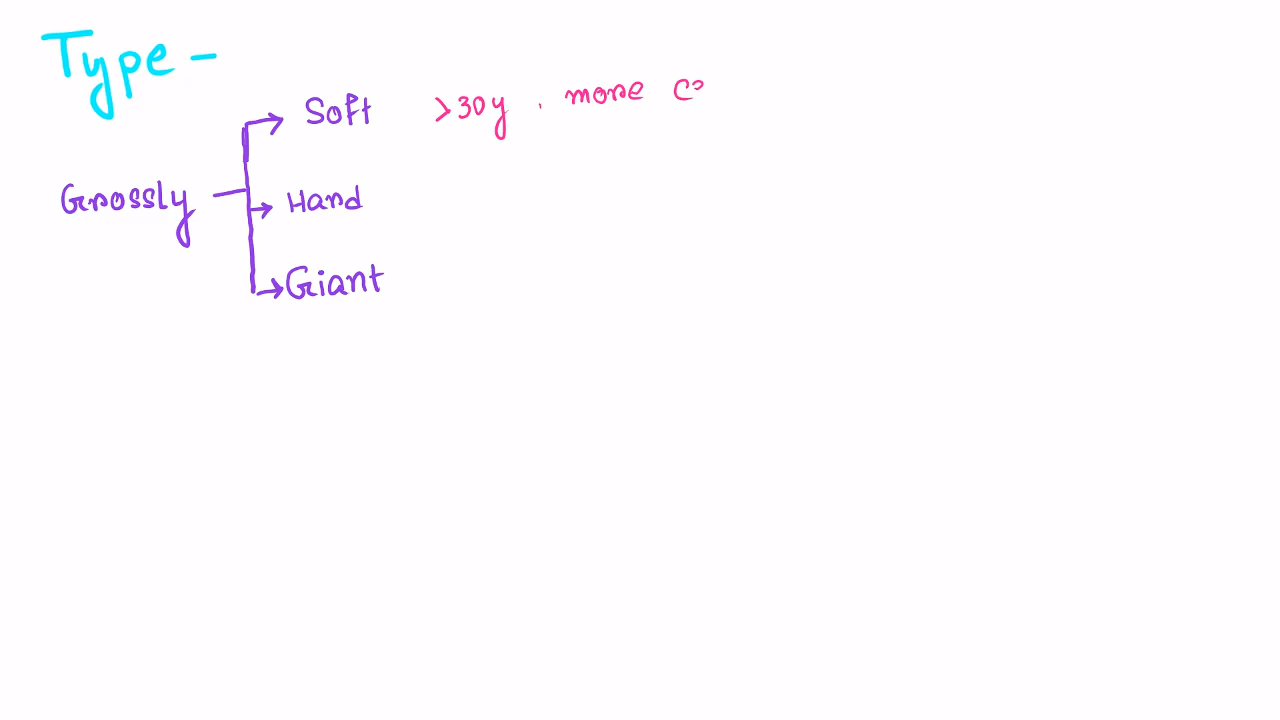 Type -
Soft >30y . more
Grossly
Hard
Giant